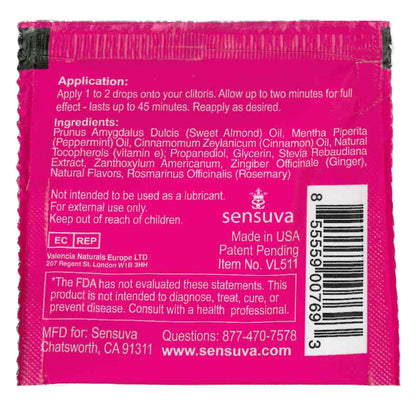 Application:
Apply 1 to 2 drops onto your clitoris. Allow up to two minutes for full
effect - lasts up to 45 minutes. Reapply as desired.
Ingredients:
Prunus Amygdalus Dulcis (Sweet Almond) Oil, Mentha Piperita
(Peppermint) Oil, Cinnamomum Zeylanicum (Cinnamon) Oil, Natural
Tocopherols (vitamin e); Propanediol, Glycerin, Stevia Rebaudiana
Extract, Zanthoxylum Americanum, Zingiber Officinale (Ginger),
Natural Flavors, Rosmarinus Officinalis (Rosemary)
Not intended to be used as a lubricant.
For external use only.
Keep out of reach of children.
EC REP
Valencia Naturals Europe LTD
207 Regent St. London W1B 3HH
sensuva
Made in USA
Patent Pending
Item No. VL511
8 55559 00769 3
*The FDA has not evaluated these statements. This
product is not intended to diagnose, treat, cure, or
prevent disease. Consult with a health professional.
MFD for: Sensuva
Chatsworth, CA 91311
Questions: 877-470-7578
www.sensuva.com